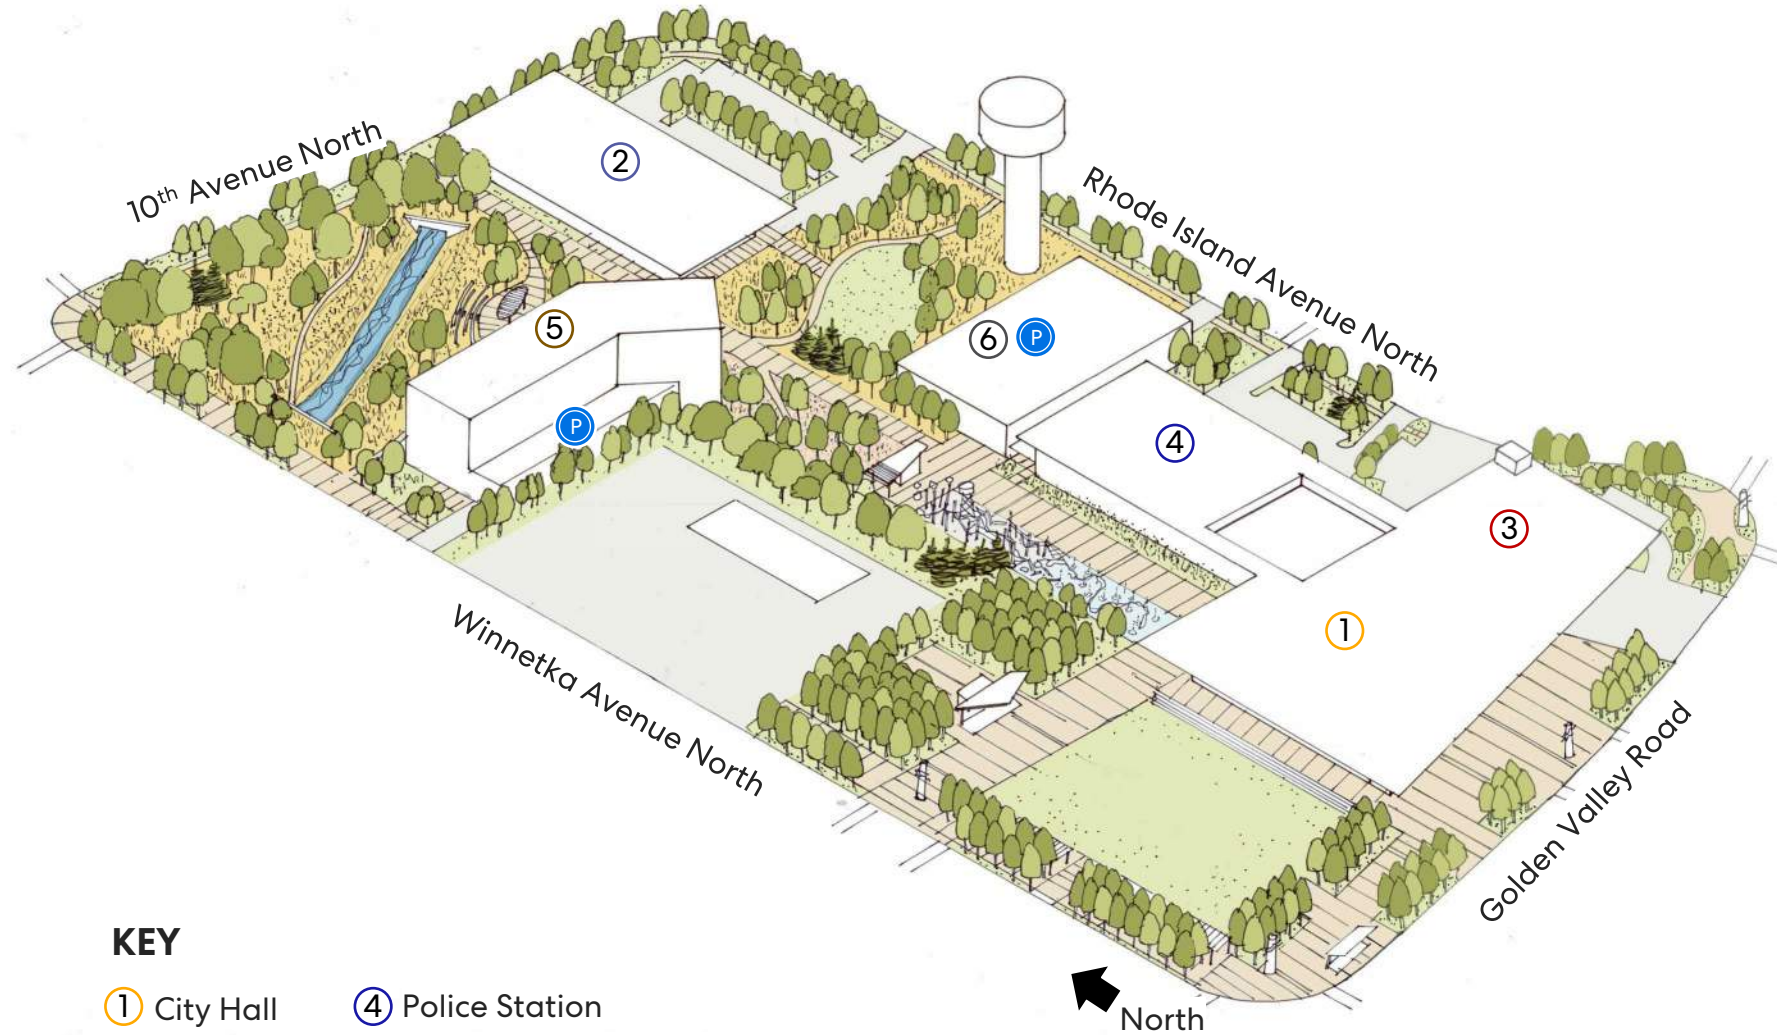 10th Avenue North
2
Rhode Island Avenue North
5
6 P
P
4
3
1
Winnetka Avenue North
Golden Valley Road
KEY
1 City Hall
4 Police Station
North